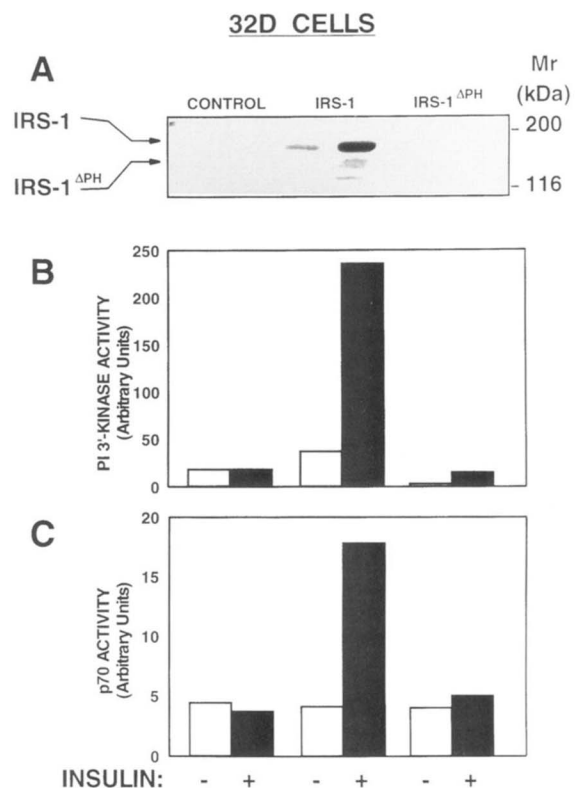 32D CELLS
A
Mr
(kDa)
CONTROL IRS-1 IRS-1ΔPH
IRS-1
IRS-1ΔPH
200
116
B
PI 3'-KINASE ACTIVITY
(Arbitrary Units)
250
200
150
100
50
0
C
p70 ACTIVITY
(Arbitrary Units)
20
15
10
5
0
INSULIN: - + - + - +